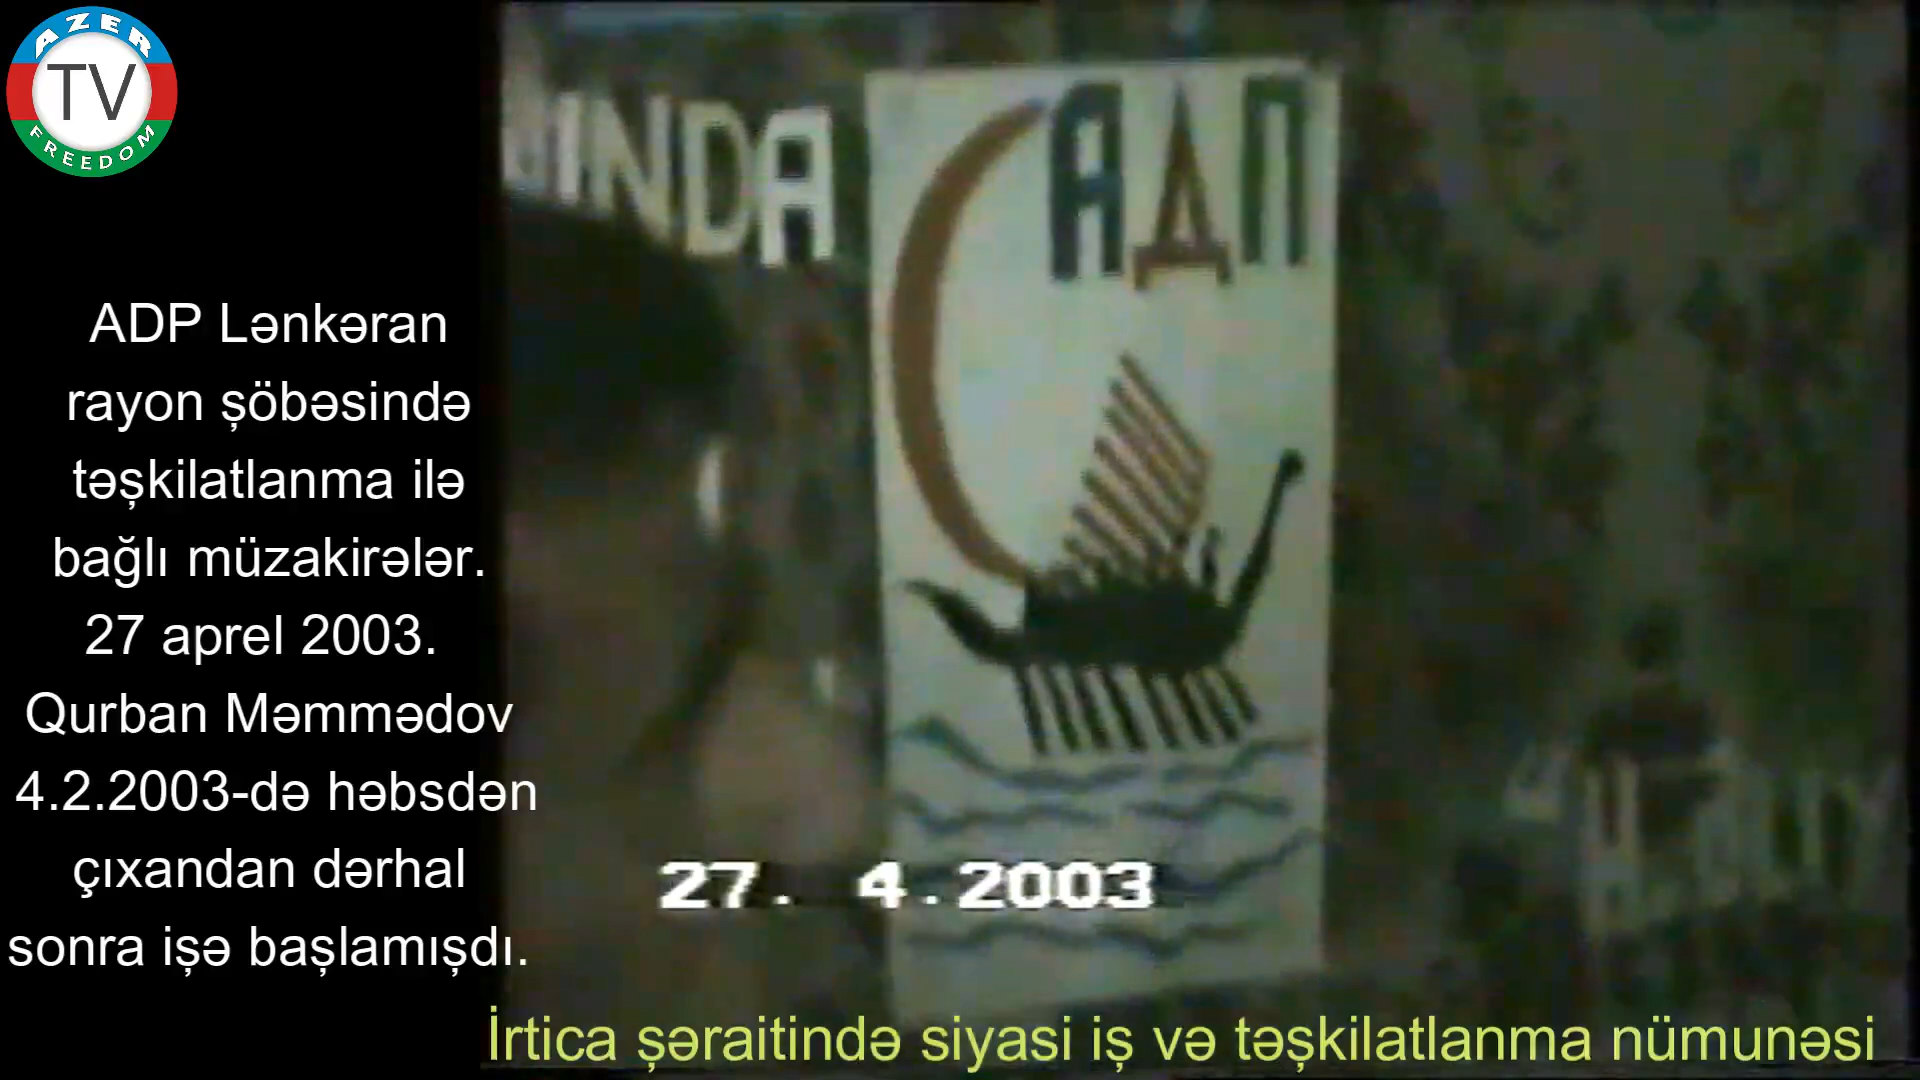 AZER
TV
FREEDOM
INDA
АДП
ADP Lənkəran
rayon şöbəsində
təşkilatlanma ilə
bağlı müzakirələr.
27 aprel 2003.
Qurban Məmmədov
4.2.2003-də həbsdən
çıxandan dərhal
sonra işə başlamışdı.
27. 4.2003
İrtica şəraitində siyasi iş və təşkilatlanma nümunəsi